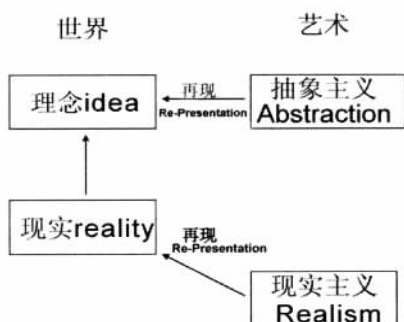 世界
艺术
理念idea
再现
Re-Presentation
抽象主义
Abstraction
现实reality
再现
Re-Presentation
现实主义
Realism